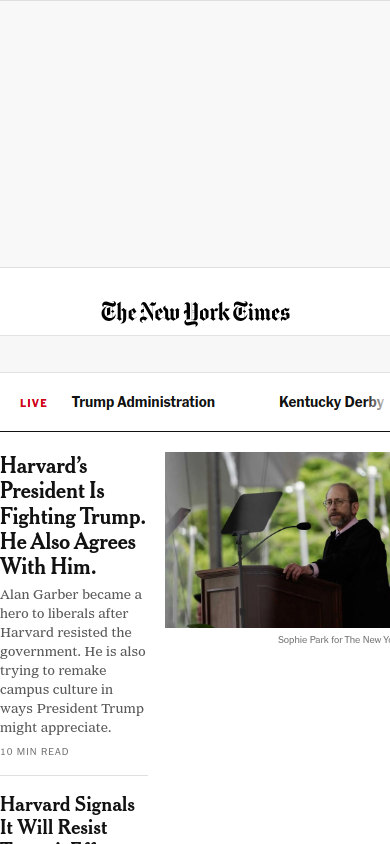 The New York Times
LIVE Trump Administration Kentucky Derby
Harvard's
President Is
Fighting Trump.
He Also Agrees
With Him.
Alan Garber became a
hero to liberals after
Harvard resisted the
government. He is also
trying to remake
campus culture in
ways President Trump
might appreciate.
10 MIN READ
Sophie Park for The New Yo
Harvard Signals
It Will Resist